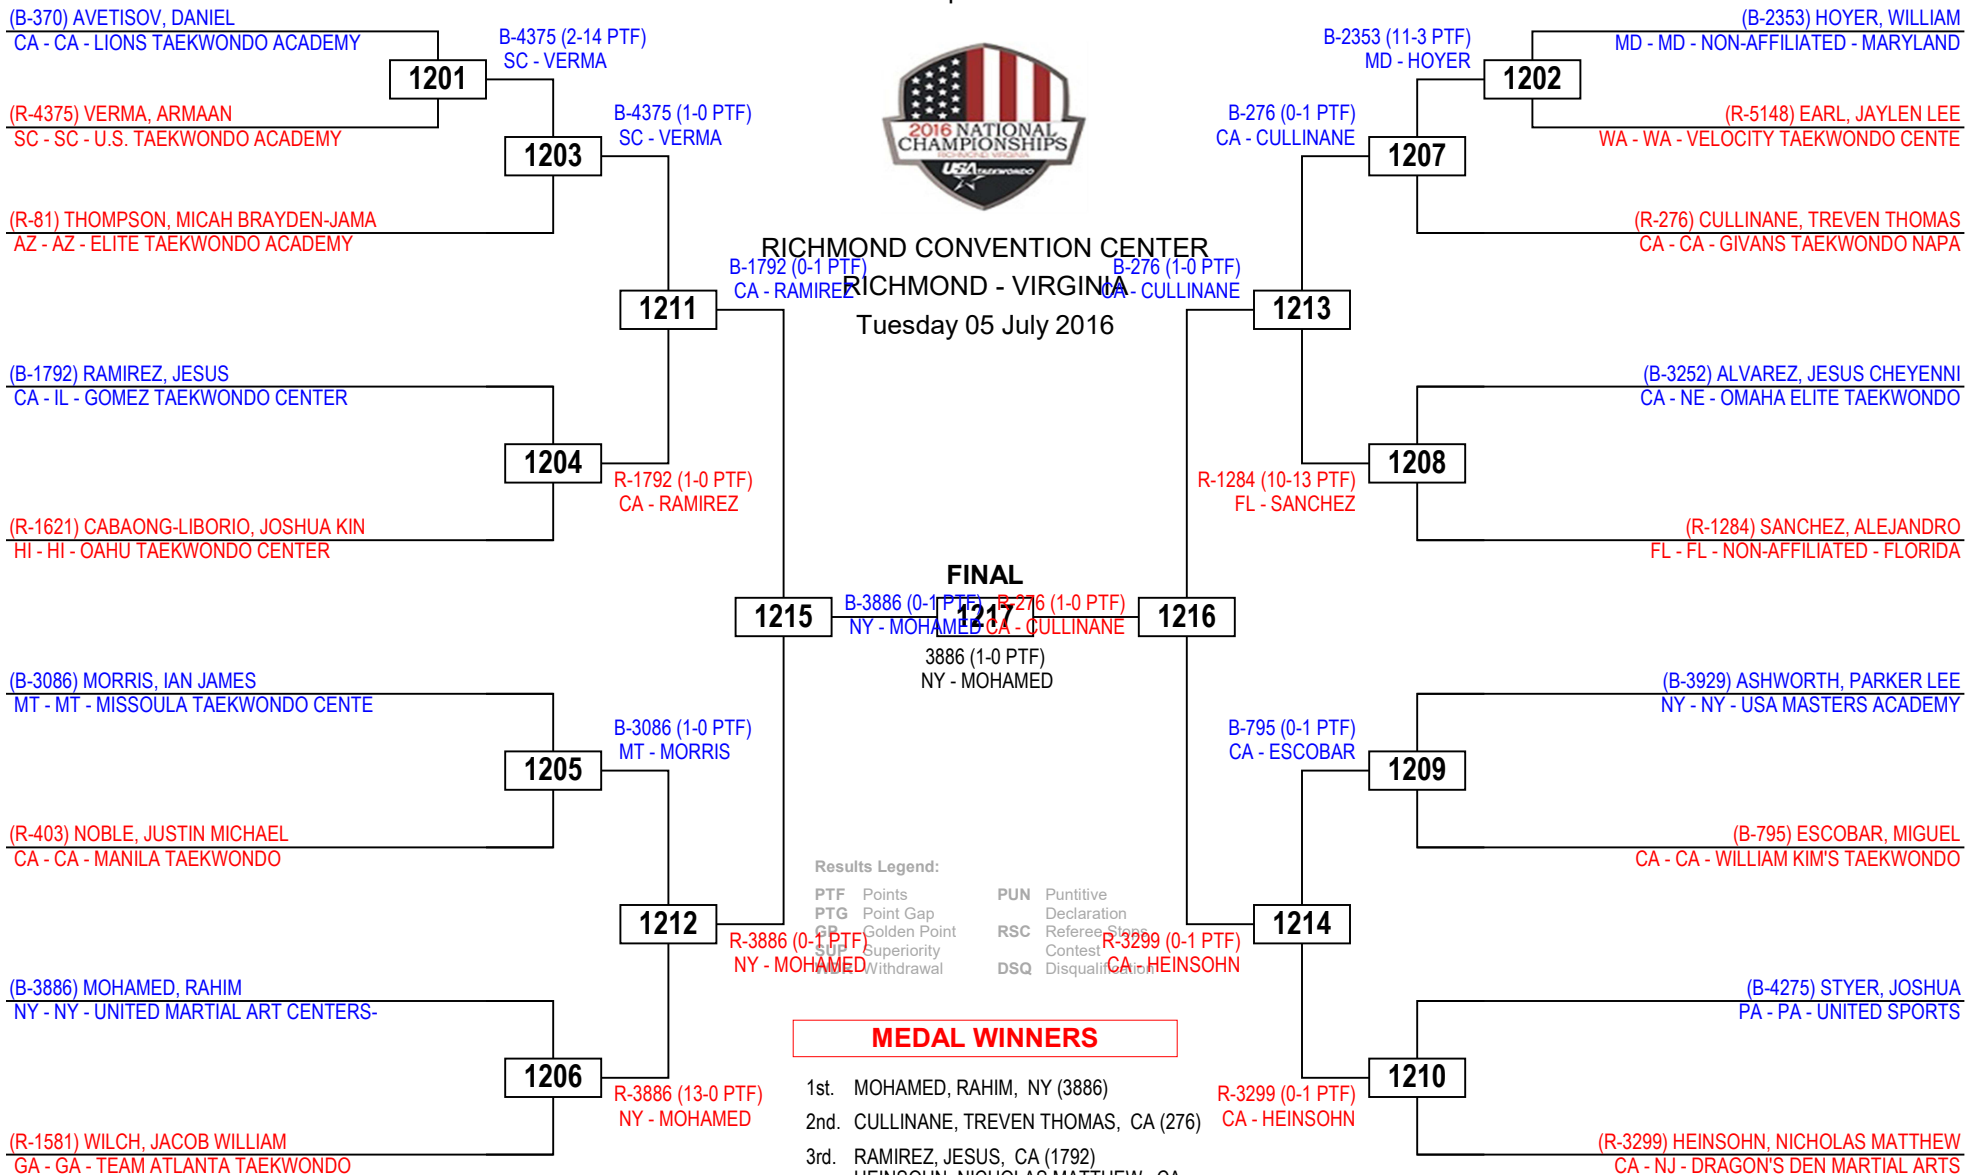 (B-370) AVETISOV, DANIEL
CA - CA - LIONS TAEKWONDO ACADEMY
B-4375 (2-14 PTF)
SC - VERMA
1201
(R-4375) VERMA, ARMAAN
SC - SC - U.S. TAEKWONDO ACADEMY
B-4375 (1-0 PTF)
SC - VERMA
1203
(R-81) THOMPSON, MICAH BRAYDEN-JAMA
AZ - AZ - ELITE TAEKWONDO ACADEMY
B-1792 (0-1 PTF)
CA - RAMIREZ
1211
(B-1792) RAMIREZ, JESUS
CA - IL - GOMEZ TAEKWONDO CENTER
1204
R-1792 (1-0 PTF)
CA - RAMIREZ
(R-1621) CABAONG-LIBORIO, JOSHUA KIN
HI - HI - OAHU TAEKWONDO CENTER
1215
B-3886 (0-1 PTF)
NY - MOHAMED
(B-3086) MORRIS, IAN JAMES
MT - MT - MISSOULA TAEKWONDO CENTE
B-3086 (1-0 PTF)
MT - MORRIS
1205
(R-403) NOBLE, JUSTIN MICHAEL
CA - CA - MANILA TAEKWONDO
1212
R-3886 (0-1 PTF)
NY - MOHAMED
(B-3886) MOHAMED, RAHIM
NY - NY - UNITED MARTIAL ART CENTERS-
1206
R-3886 (13-0 PTF)
NY - MOHAMED
(R-1581) WILCH, JACOB WILLIAM
GA - GA - TEAM ATLANTA TAEKWONDO
2016 NATIONAL
CHAMPIONSHIPS
RICHMOND VIRGINIA
USA TAEKWONDO
RICHMOND CONVENTION CENTER
RICHMOND - VIRGINIA
Tuesday 05 July 2016
FINAL
1217
3886 (1-0 PTF)
NY - MOHAMED
Results Legend:
PTF Points
PTG Point Gap
GP Golden Point
SUP Superiority
WDR Withdrawal
PUN Puntitive
Declaration
RSC Referee Stops
Contest
DSQ Disqualification
MEDAL WINNERS
1st. MOHAMED, RAHIM, NY (3886)
2nd. CULLINANE, TREVEN THOMAS, CA (276)
3rd. RAMIREZ, JESUS, CA (1792)
HEINSOHN, NICHOLAS MATTHEW, CA
(B-2353) HOYER, WILLIAM
MD - MD - NON-AFFILIATED - MARYLAND
B-2353 (11-3 PTF)
MD - HOYER
1202
(R-5148) EARL, JAYLEN LEE
WA - WA - VELOCITY TAEKWONDO CENTE
B-276 (0-1 PTF)
CA - CULLINANE
1207
(R-276) CULLINANE, TREVEN THOMAS
CA - CA - GIVANS TAEKWONDO NAPA
B-276 (1-0 PTF)
CA - CULLINANE
1213
(B-3252) ALVAREZ, JESUS CHEYENNI
CA - NE - OMAHA ELITE TAEKWONDO
1208
R-1284 (10-13 PTF)
FL - SANCHEZ
(R-1284) SANCHEZ, ALEJANDRO
FL - FL - NON-AFFILIATED - FLORIDA
R-276 (1-0 PTF)
CA - CULLINANE
1216
(B-3929) ASHWORTH, PARKER LEE
NY - NY - USA MASTERS ACADEMY
B-795 (0-1 PTF)
CA - ESCOBAR
1209
(B-795) ESCOBAR, MIGUEL
CA - CA - WILLIAM KIM'S TAEKWONDO
1214
R-3299 (0-1 PTF)
CA - HEINSOHN
(B-4275) STYER, JOSHUA
PA - PA - UNITED SPORTS
1210
R-3299 (0-1 PTF)
CA - HEINSOHN
(R-3299) HEINSOHN, NICHOLAS MATTHEW
CA - NJ - DRAGON'S DEN MARTIAL ARTS